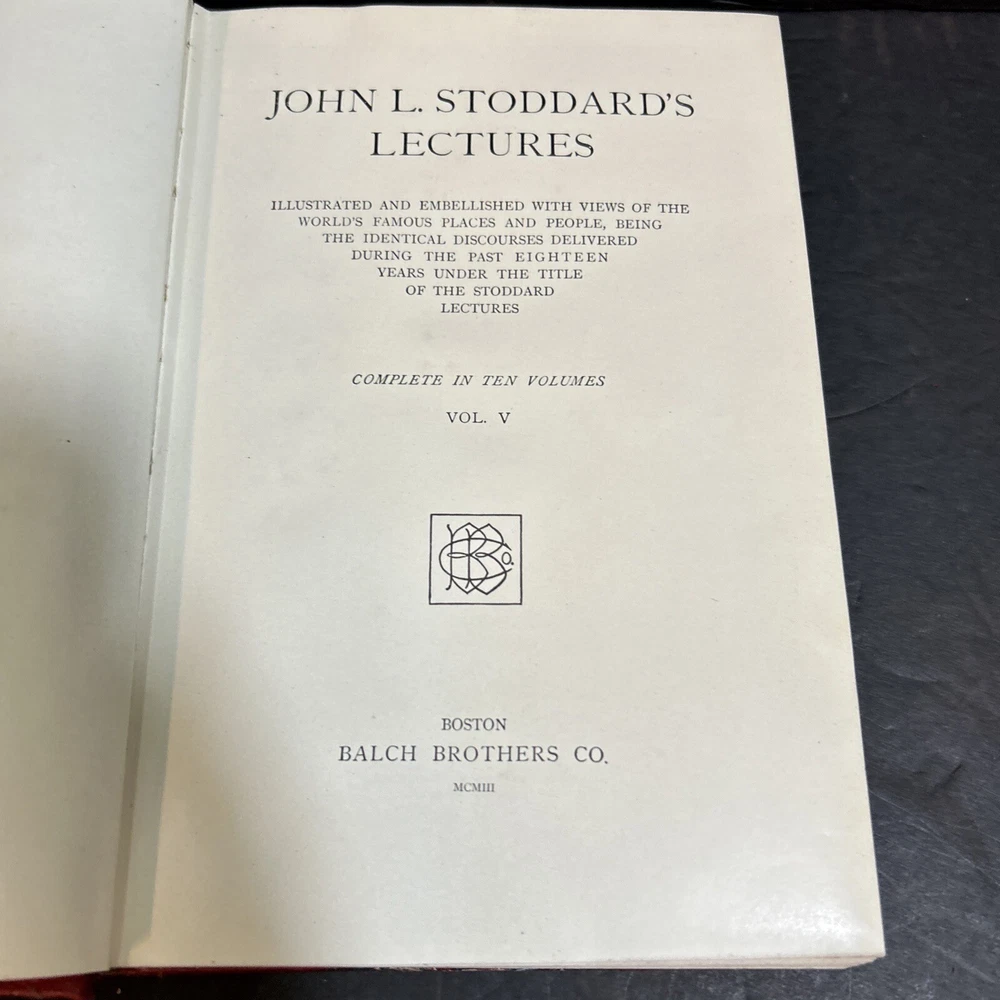 JOHN L. STODDARD'S
LECTURES
ILLUSTRATED AND EMBELLISHED WITH VIEWS OF THE
WORLD'S FAMOUS PLACES AND PEOPLE, BEING
THE IDENTICAL DISCOURSES DELIVERED
DURING THE PAST EIGHTEEN
YEARS UNDER THE TITLE
OF THE STODDARD
LECTURES
COMPLETE IN TEN VOLUMES
VOL. V
BBCo.
BOSTON
BALCH BROTHERS CO.
MCMIII